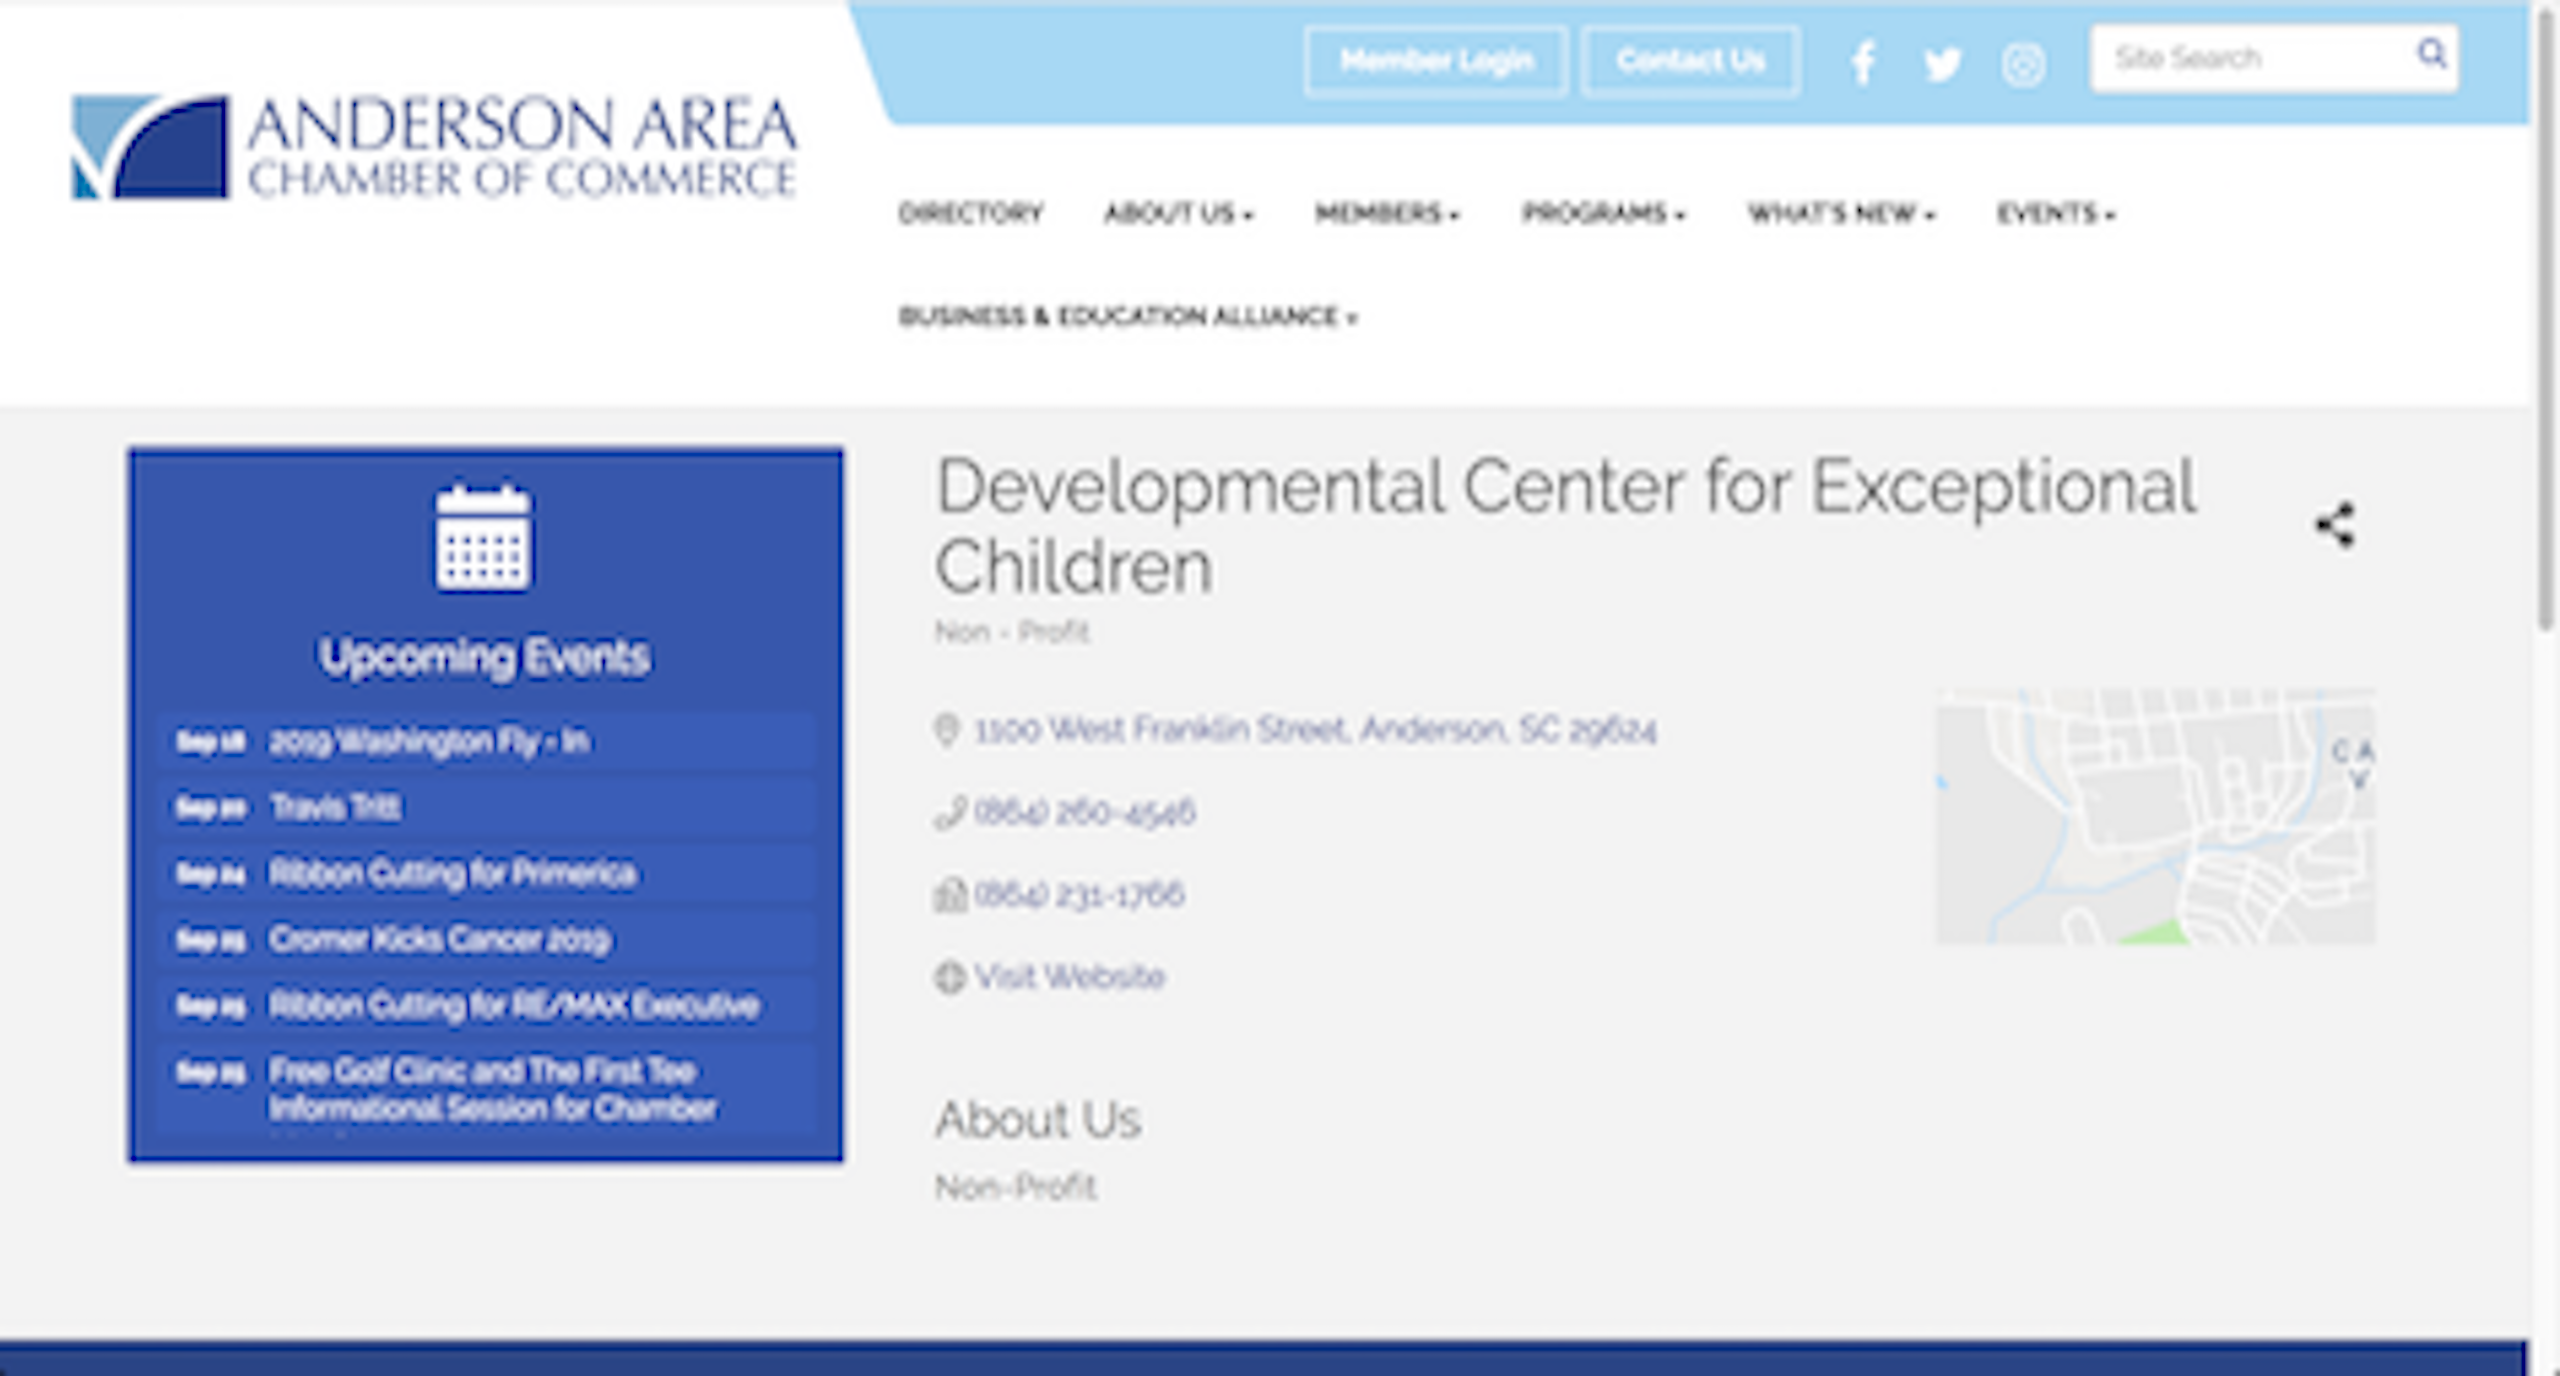 Member Login
Contact Us
Site Search
ANDERSON AREA
CHAMBER OF COMMERCE
DIRECTORY
ABOUT US
MEMBERS
PROGRAMS
WHAT'S NEW
EVENTS
BUSINESS & EDUCATION ALLIANCE
Upcoming Events
Sep 18 2019 Washington Fly - In
Sep 20 Travis Tritt
Sep 24 Ribbon Cutting for Primerica
Sep Cromer Kicks Cancer 2019
Sep Ribbon Cutting for RE/MAX Executive
Sep Free Golf Clinic and The First Tee
Informational Session for Chamber
Developmental Center for Exceptional
Children
Non - Profit
1100 West Franklin Street, Anderson, SC 29624
(864) 260-4546
(864) 231-1766
Visit Website
C A
V
About Us
Non-Profit